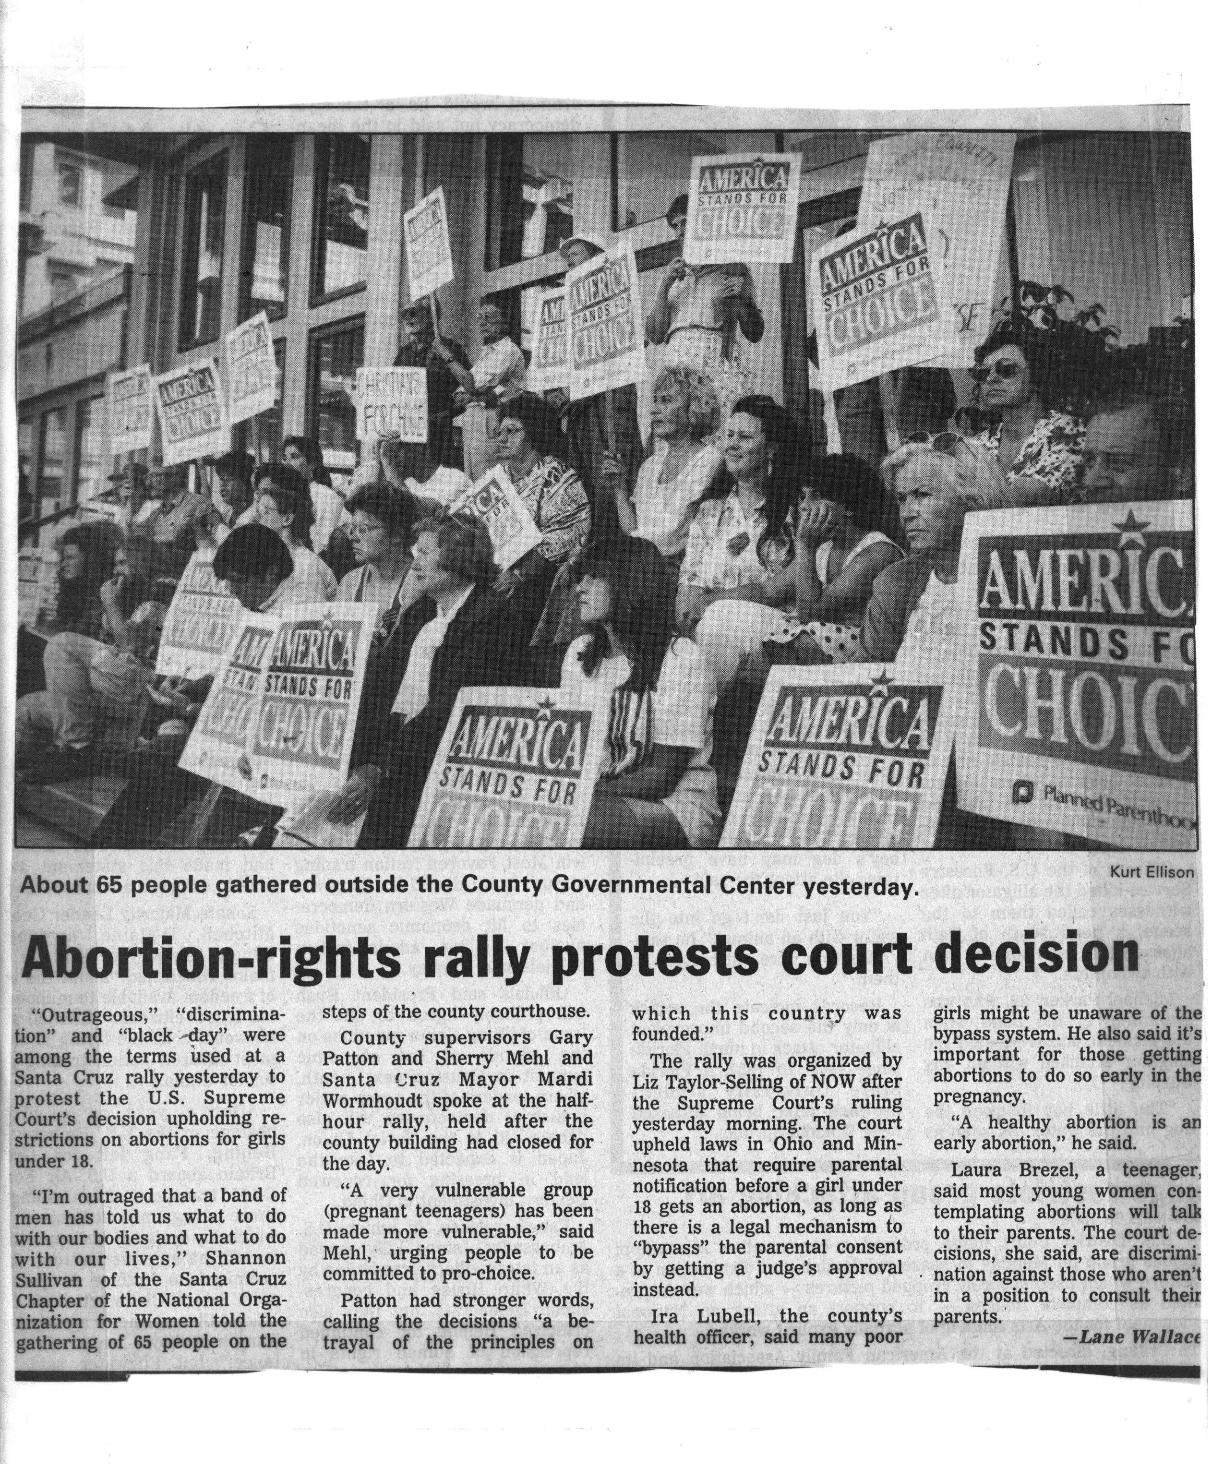 AMERICA
STANDS FOR
CHOICE
AMERICA
STANDS FOR
CHOICE
SF
AMERICA
STANDS FOR
CHOICE
AMERICA
CHOICE
CHRISTIANS
FOR CHOICE
AMERICA
STANDS FOR
CHOICE
AMERICA
STANDS FOR
CHOICE
AMERICA
STANDS FOR
CHOICE
AMERIC
STANDS FO
CHOIC
Planned Parenthoo
Kurt Ellison
About 65 people gathered outside the County Governmental Center yesterday.
Abortion-rights rally protests court decision
“Outrageous,” “discrimina-
tion” and “black day” were
among the terms used at a
Santa Cruz rally yesterday to
protest the U.S. Supreme
Court’s decision upholding re-
strictions on abortions for girls
under 18.
“I’m outraged that a band of
men has told us what to do
with our bodies and what to do
with our lives,” Shannon
Sullivan of the Santa Cruz
Chapter of the National Orga-
nization for Women told the
gathering of 65 people on the
steps of the county courthouse.
County supervisors Gary
Patton and Sherry Mehl and
Santa Cruz Mayor Mardi
Wormhoudt spoke at the half-
hour rally, held after the
county building had closed for
the day.
“A very vulnerable group
(pregnant teenagers) has been
made more vulnerable,” said
Mehl, urging people to be
committed to pro-choice.
Patton had stronger words,
calling the decisions “a be-
trayal of the principles on
which this country was
founded.”
The rally was organized by
Liz Taylor-Selling of NOW after
the Supreme Court’s ruling
yesterday morning. The court
upheld laws in Ohio and Min-
nesota that require parental
notification before a girl under
18 gets an abortion, as long as
there is a legal mechanism to
“bypass” the parental consent
by getting a judge’s approval
instead.
Ira Lubell, the county’s
health officer, said many poor
girls might be unaware of the
bypass system. He also said it’s
important for those getting
abortions to do so early in the
pregnancy.
“A healthy abortion is an
early abortion,” he said.
Laura Brezel, a teenager,
said most young women con-
templating abortions will talk
to their parents. The court de-
cisions, she said, are discrimi-
nation against those who aren’t
in a position to consult their
parents.
—Lane Wallace